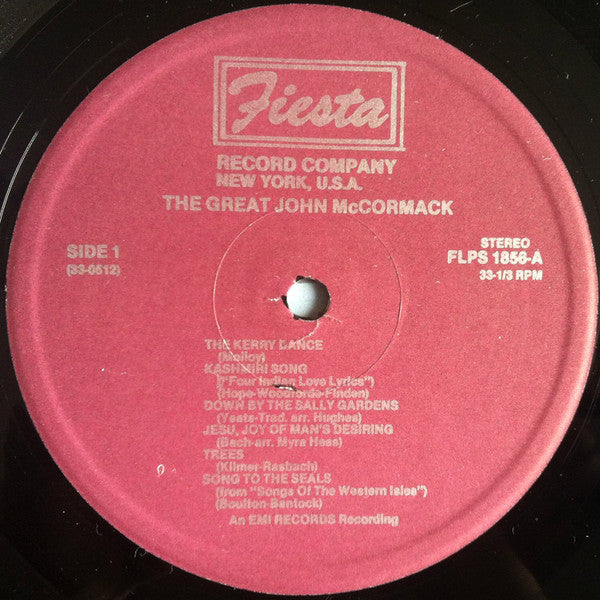 Fiesta
RECORD COMPANY
NEW YORK, U.S.A.
THE GREAT JOHN McCORMACK
SIDE 1
(33-0512)
STEREO
FLPS 1856-A
33-1/3 RPM
THE KERRY DANCE
(Molloy)
KASHMIRI SONG
("Four Indian Love Lyrics")
(Hope-Woodforde-Finden)
DOWN BY THE SALLY GARDENS
(Yeats-Trad. arr. Hughes)
JESU, JOY OF MAN'S DESIRING
(Bach-arr. Myra Hess)
TREES
(Kilmer-Rasbach)
SONG TO THE SEALS
(from "Songs Of The Western Isles")
(Boulton-Bantock)
An EMI RECORDS Recording